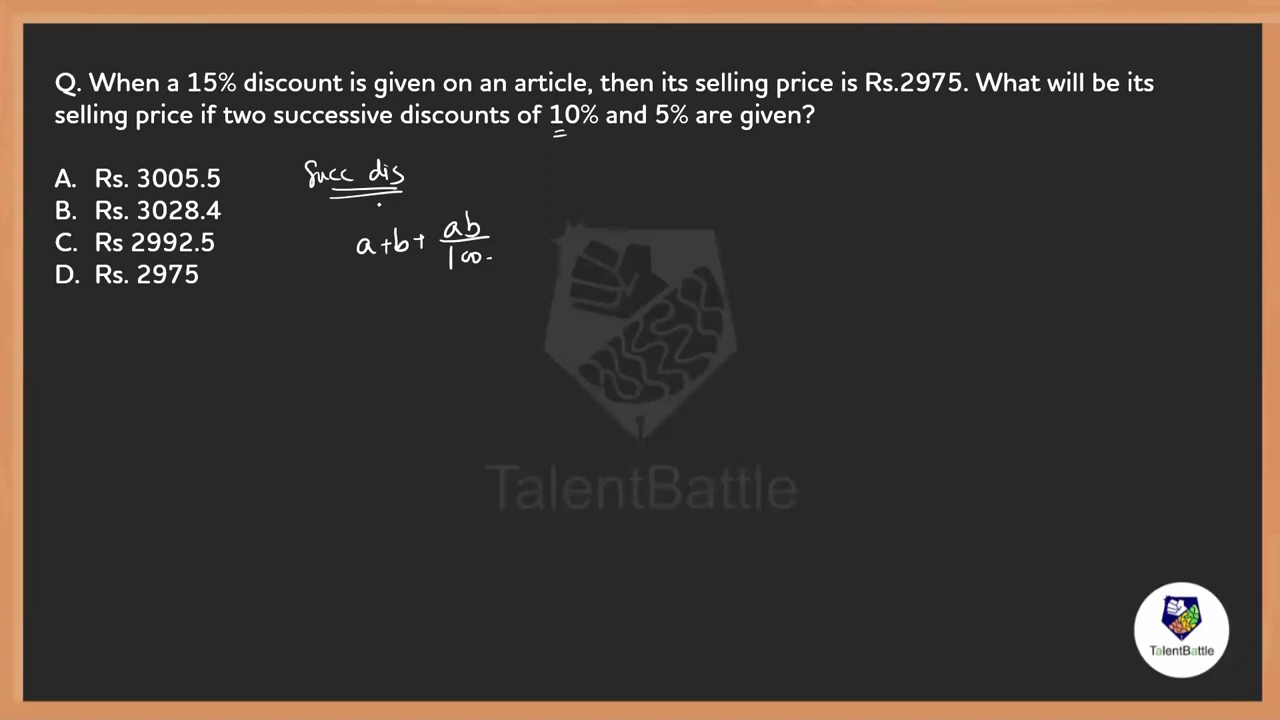 Q. When a 15% discount is given on an article, then its selling price is Rs.2975. What will be its
selling price if two successive discounts of 10% and 5% are given?
A. Rs. 3005.5
B. Rs. 3028.4
C. Rs 2992.5
D. Rs. 2975
Succ dis
a+b+ ab/100
TalentBattle
TalentBattle